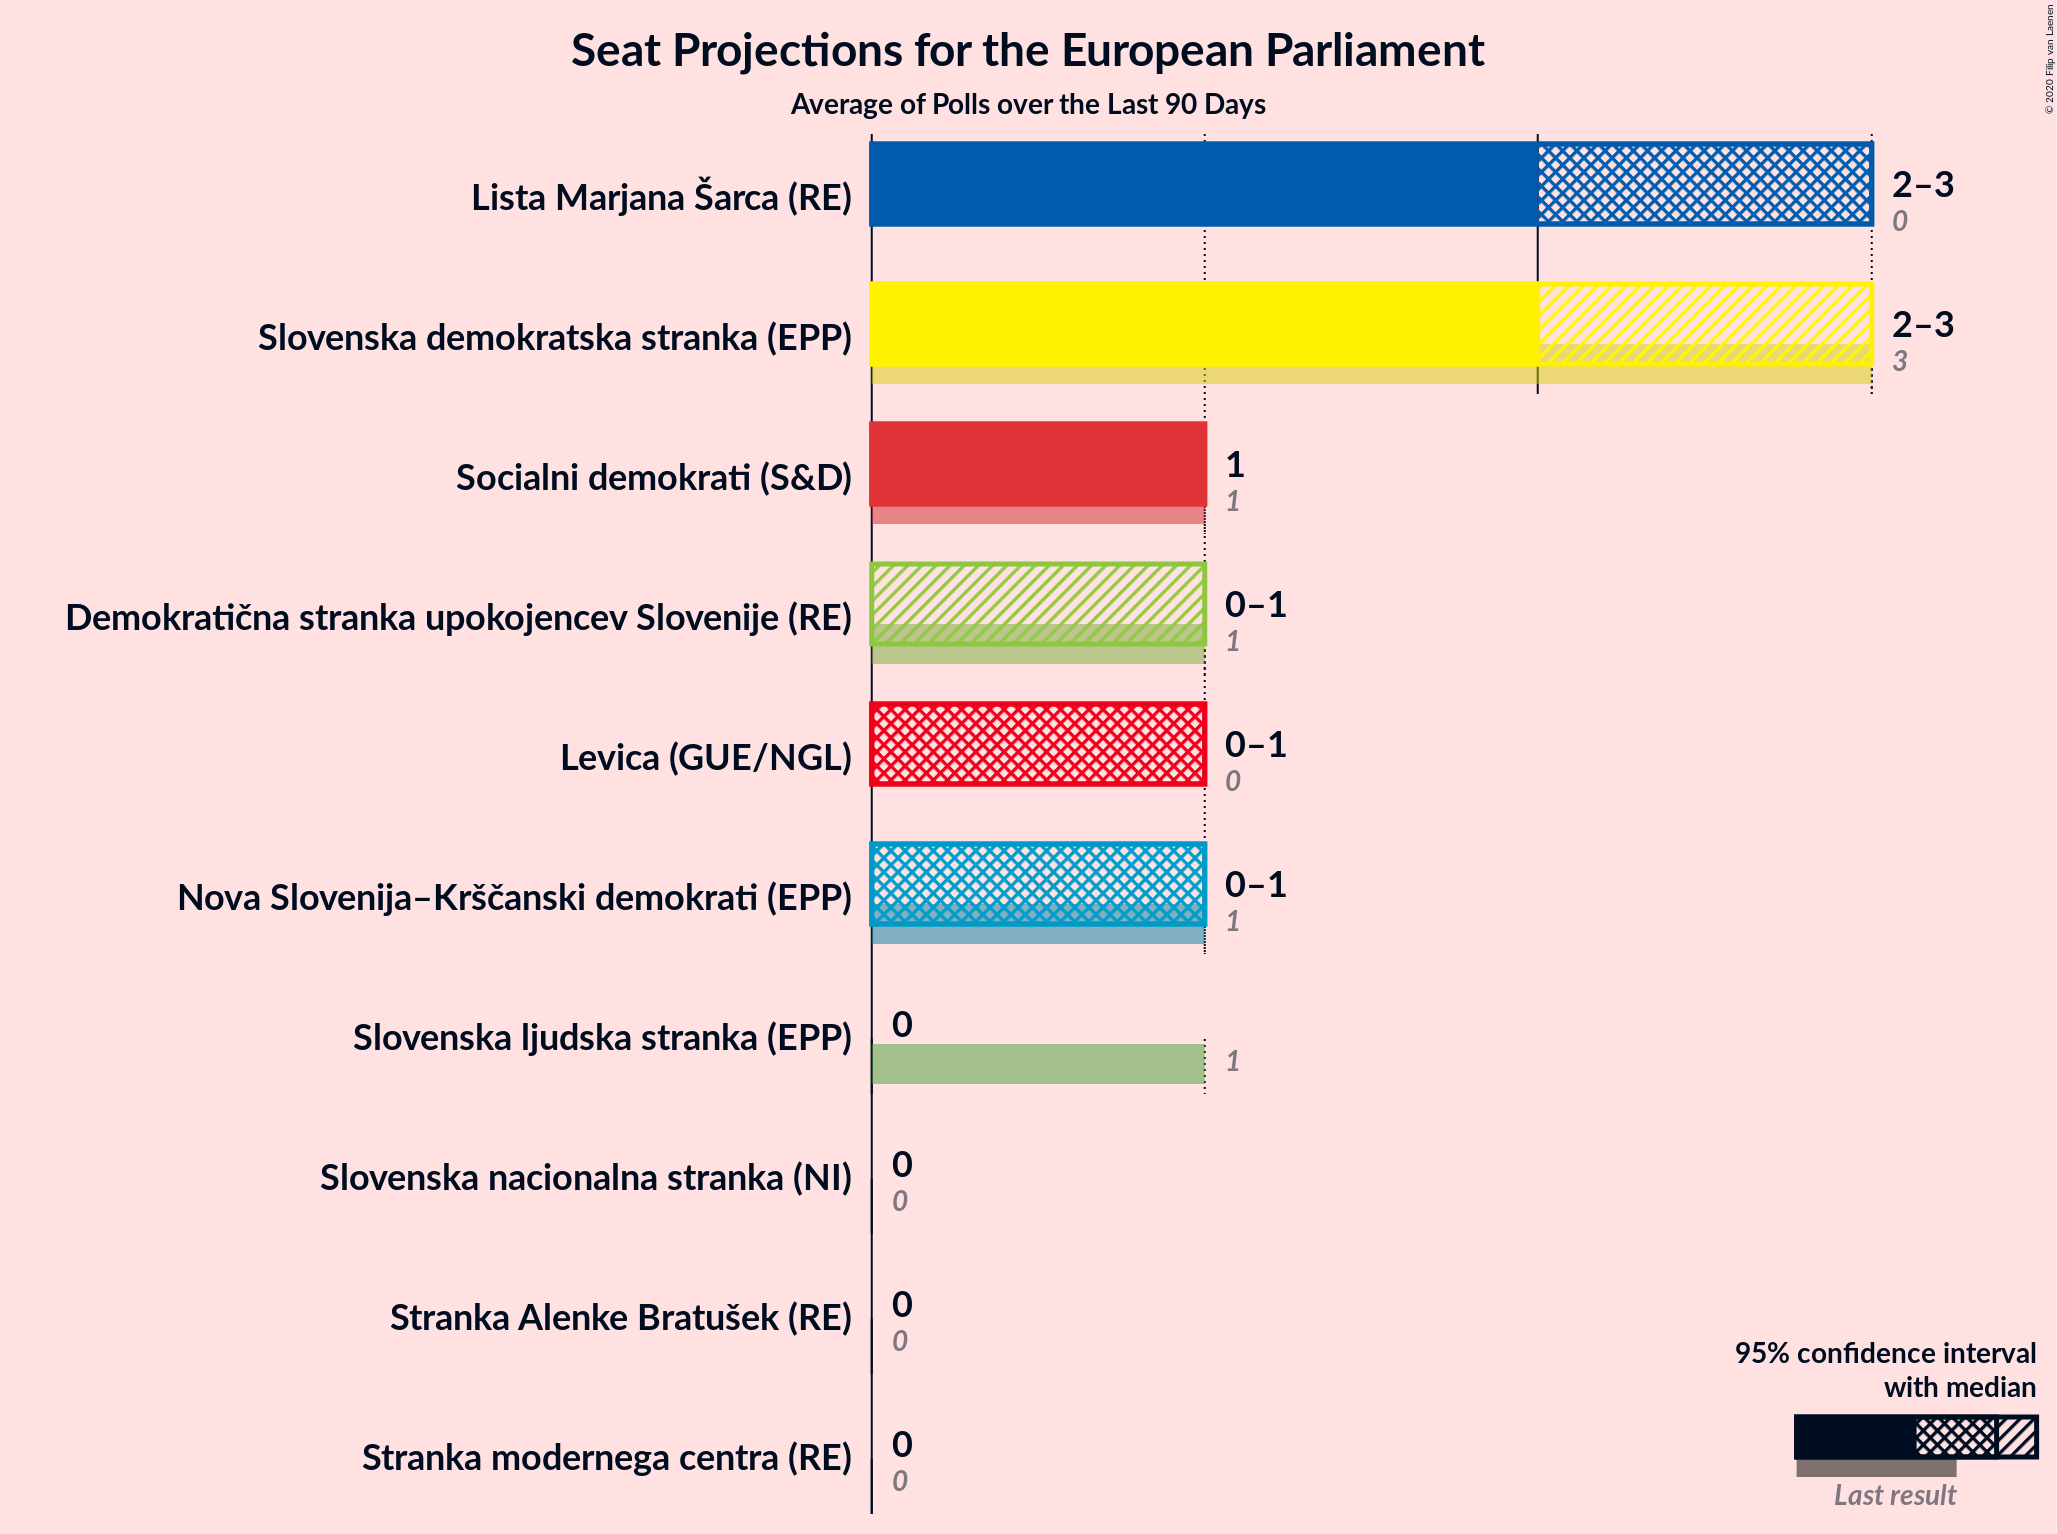 Seat Projections for the European Parliament
Average of Polls over the Last 90 Days
© 2020 Filip van Laenen
Lista Marjana Šarca (RE)
2–3
0
Slovenska demokratska stranka (EPP)
2–3
3
Socialni demokrati (S&D)
1
1
Demokratična stranka upokojencev Slovenije (RE)
0–1
1
Levica (GUE/NGL)
0–1
0
Nova Slovenija–Krščanski demokrati (EPP)
0–1
1
Slovenska ljudska stranka (EPP)
0
1
Slovenska nacionalna stranka (NI)
0
0
Stranka Alenke Bratušek (RE)
0
0
Stranka modernega centra (RE)
0
0
95% confidence interval
with median
Last result